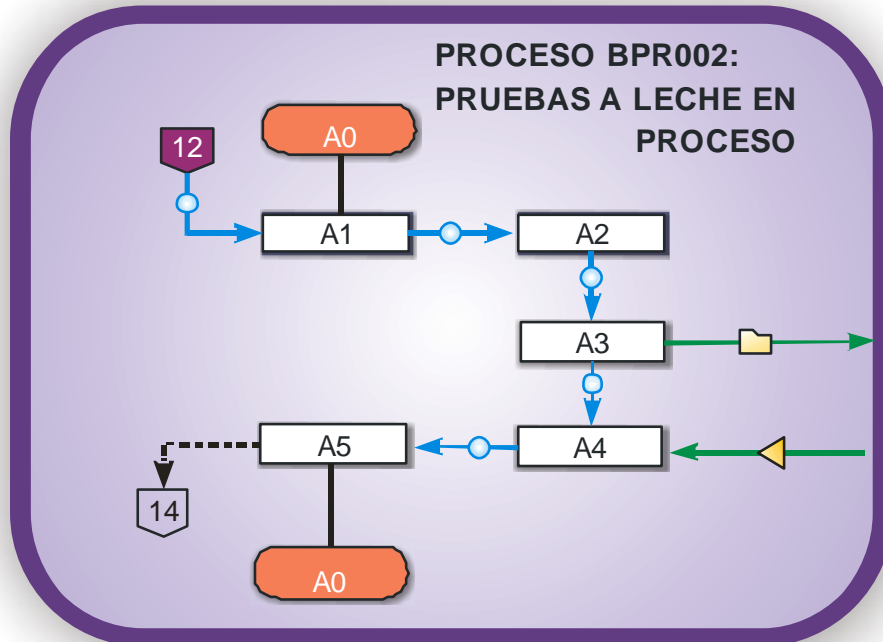 PROCESO BPR002:
PRUEBAS A LECHE EN
PROCESO
A0
12
A1
A2
A3
A4
A5
14
A0